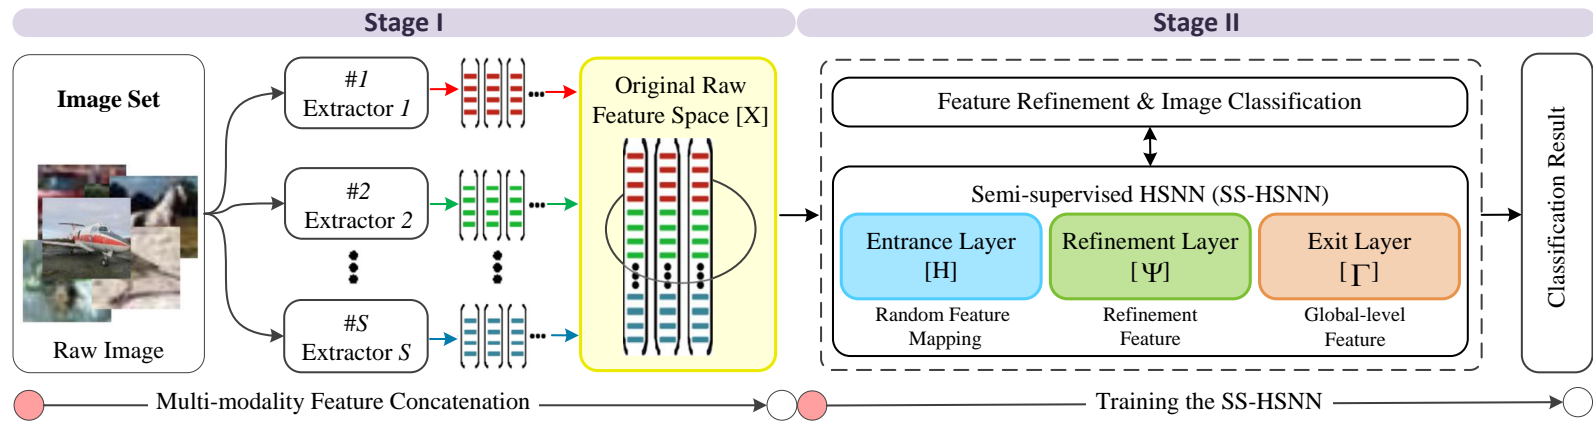 Stage I
Stage II
Image Set
Raw Image
#1
Extractor 1
#2
Extractor 2
#S
Extractor S
Original Raw
Feature Space [X]
Feature Refinement & Image Classification
Semi-supervised HSNN (SS-HSNN)
Entrance Layer
[H]
Refinement Layer
[Ψ]
Exit Layer
[Γ]
Random Feature
Mapping
Refinement
Feature
Global-level
Feature
Classification Result
Multi-modality Feature Concatenation
Training the SS-HSNN